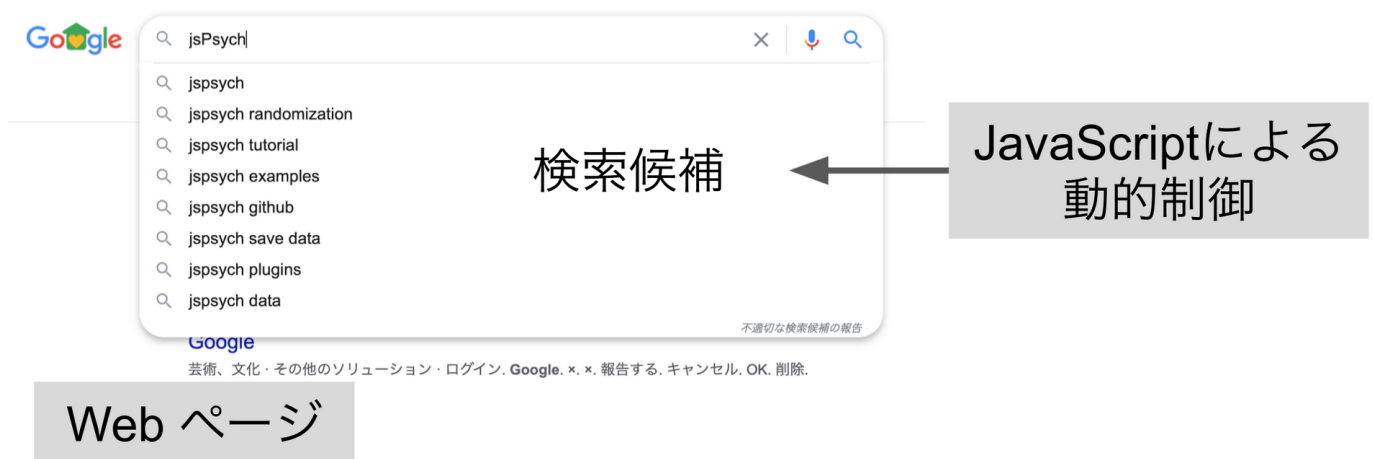 Google
jsPsych
jspsych
jspsych randomization
jspsych tutorial
jspsych examples
jspsych github
jspsych save data
jspsych plugins
jspsych data
検索候補
JavaScriptによる
動的制御
不適切な検索候補の報告
Google
芸術、文化 · その他のソリューション · ログイン. Google. ×. ×. 報告する. キャンセル. OK. 削除.
Web ページ